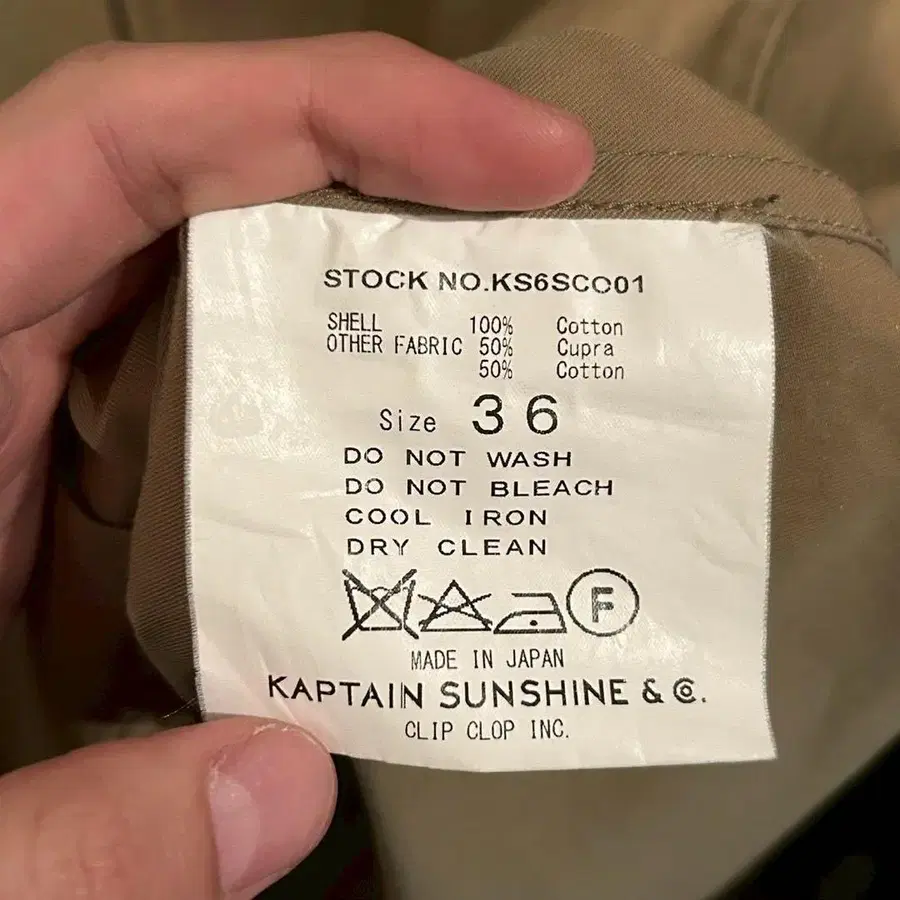 STOCK NO.KS6SCO01
SHELL 100% Cotton
OTHER FABRIC 50% Cupra
50% Cotton
Size 36
DO NOT WASH
DO NOT BLEACH
COOL IRON
DRY CLEAN
F
MADE IN JAPAN
KAPTAIN SUNSHINE & Co.
CLIP CLOP INC.